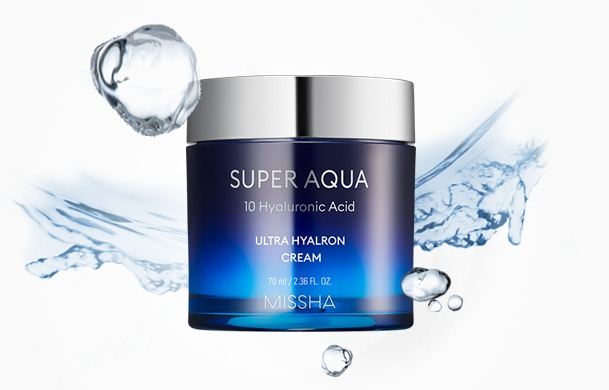 SUPER AQUA
10 Hyaluronic Acid
ULTRA HYALRON
CREAM
70 ml / 2.36 FL. OZ.
MISSHA